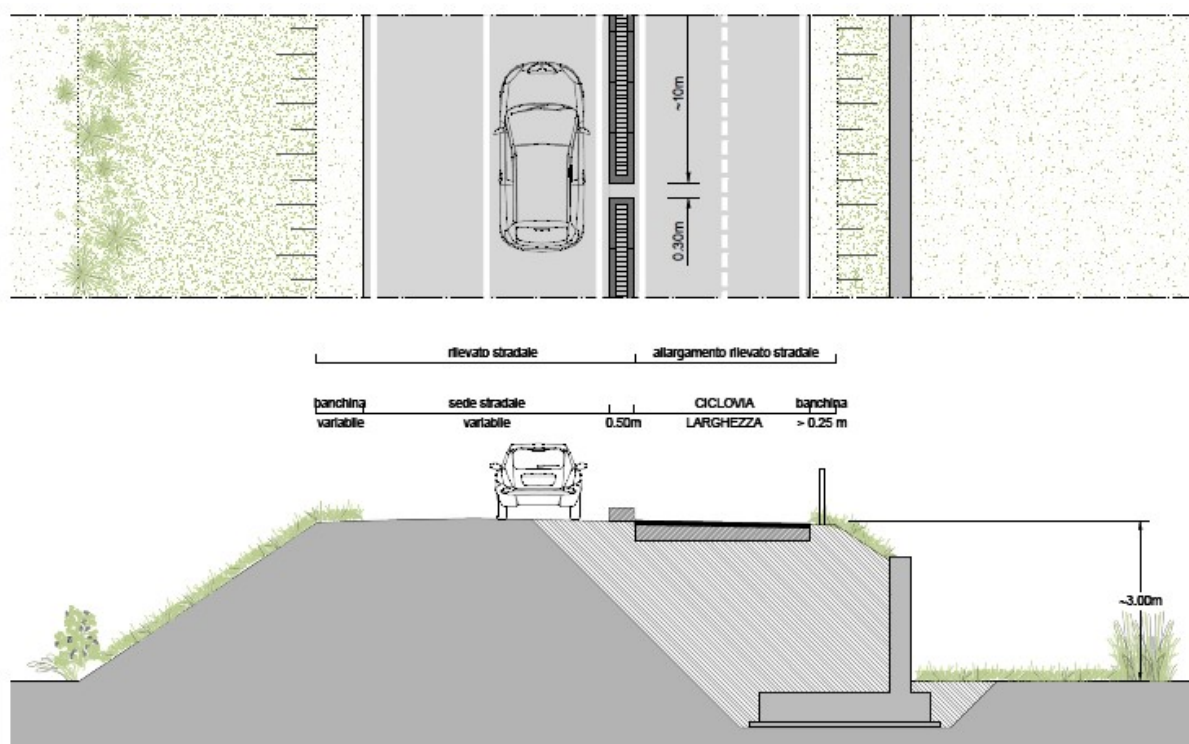 ~10m
0.30m
rilevato stradale
allargamento rilevato stradale
banchina
sede stradale
CICLOVIA
banchina
variabile
variabile
0.50m
LARGHEZZA
> 0.25 m
~3.00m